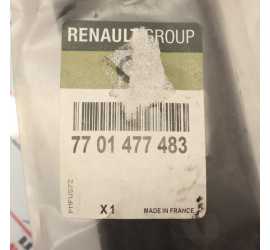 RENAULT GROUP
77 01 477 483
X1
MADE IN FRANCE